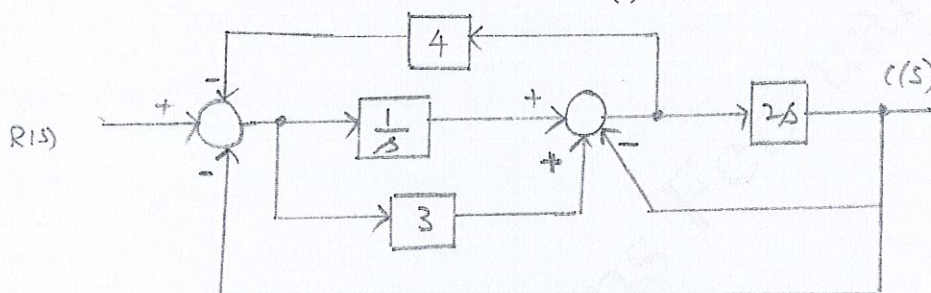 4
C(S)
R(S)
+
-
-
1/s
+
+
-
2s
3